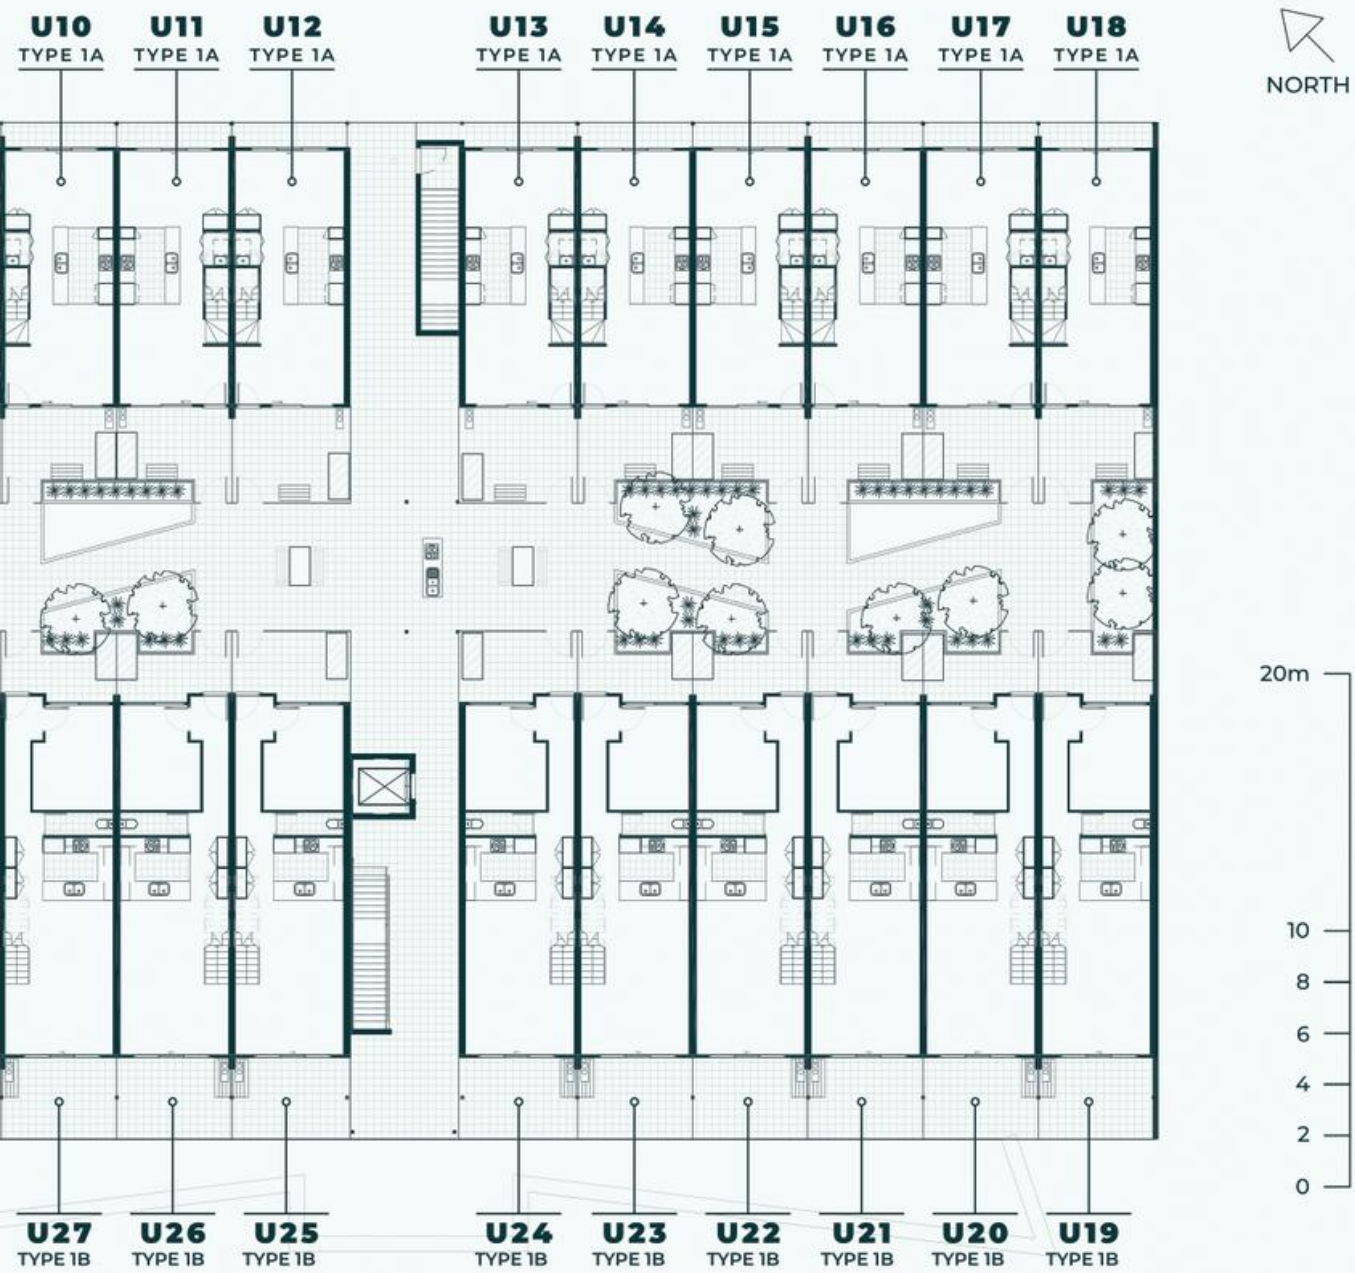 U10 U11 U12 U13 U14 U15 U16 U17 U18
TYPE 1A TYPE 1A TYPE 1A TYPE 1A TYPE 1A TYPE 1A TYPE 1A TYPE 1A TYPE 1A
NORTH
20m
10
8
6
4
2
0
U27 U26 U25 U24 U23 U22 U21 U20 U19
TYPE 1B TYPE 1B TYPE 1B TYPE 1B TYPE 1B TYPE 1B TYPE 1B TYPE 1B TYPE 1B